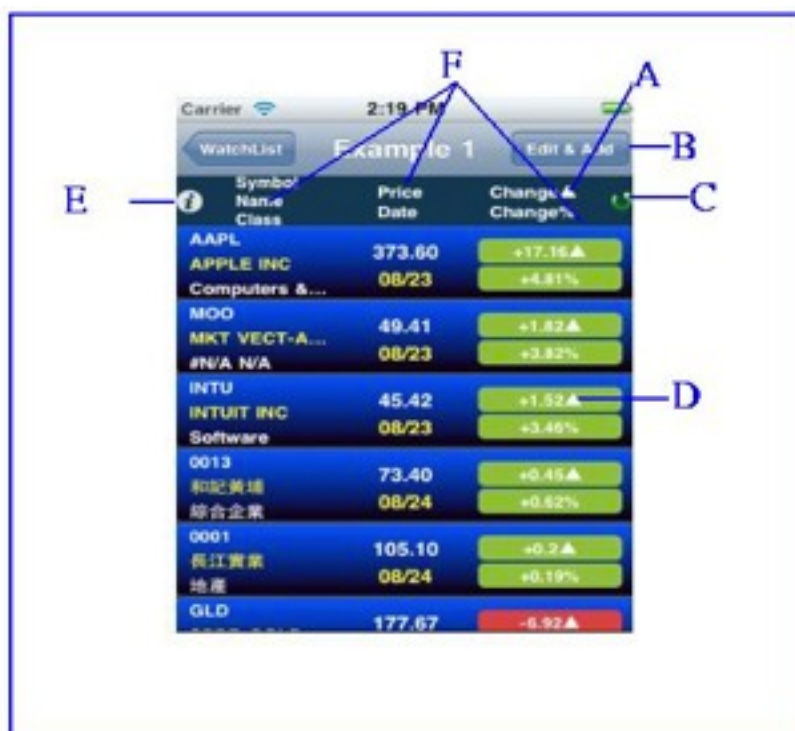 F
A
Carrier 2:19 PM
WatchList Example 1 Edit & Add
B
E
Symbol
Name
Class
Price
Date
Change▲
Change%
C
AAPL
APPLE INC
Computers &...
373.60
08/23
+17.16▲
+4.81%
MOO
MKT VECT-A...
#N/A N/A
49.41
08/23
+1.82▲
+3.82%
INTU
INTUIT INC
Software
45.42
08/23
+1.52▲
+3.46%
D
0013
和記黃埔
綜合企業
73.40
08/24
+0.45▲
+0.62%
0001
長江實業
地產
105.10
08/24
+0.2▲
+0.19%
GLD
177.67
-6.92▲